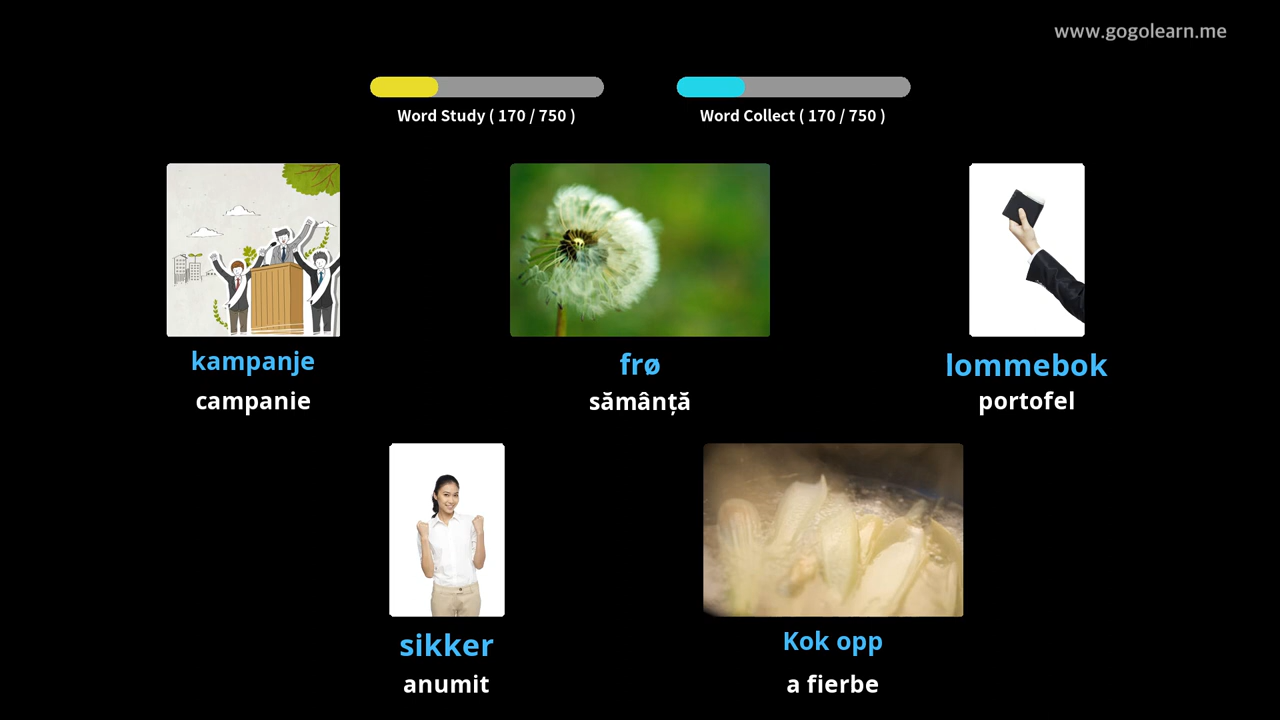 www.gogolearn.me
Word Study ( 170 / 750 )
Word Collect ( 170 / 750 )
kampanje
campanie
frø
sămânță
lommebok
portofel
sikker
anumit
Kok opp
a fierbe